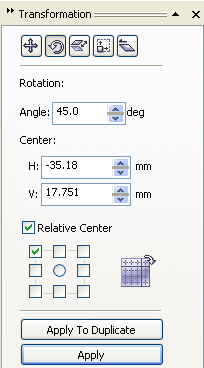 Transformation
Rotation:
Angle: 45.0 deg
Center:
H: -35.18 mm
V: 17.751 mm
Relative Center
Apply To Duplicate
Apply